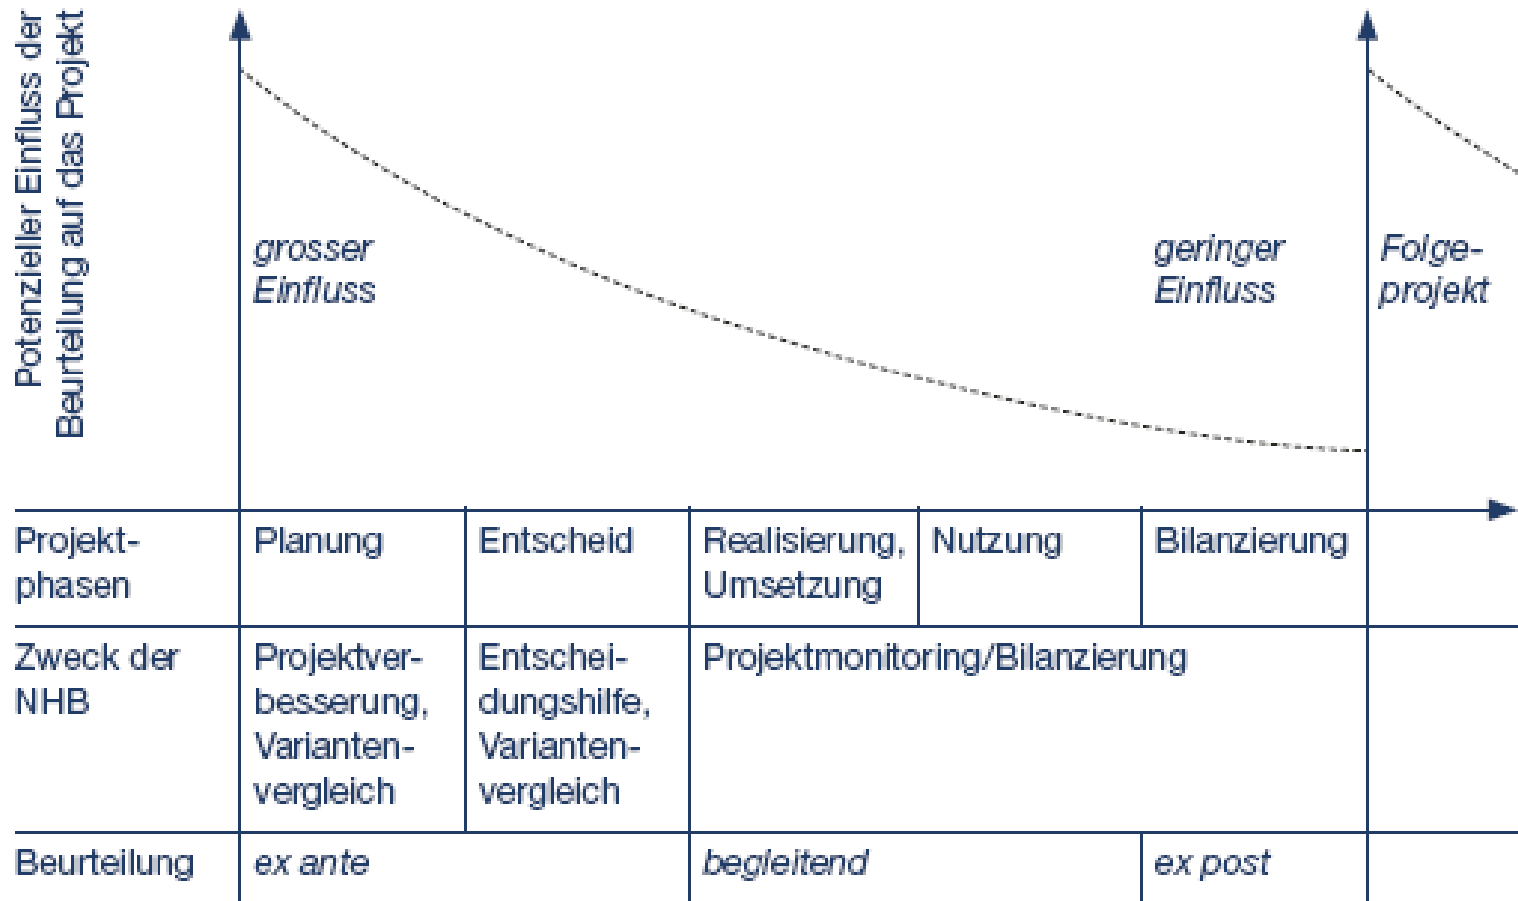 Potenzieller Einfluss der
Beurteilung auf das Projekt
grosser
Einfluss
geringer
Einfluss
Folge-
projekt
Projekt-
phasen
Planung
Entscheid
Realisierung,
Umsetzung
Nutzung
Bilanzierung
Zweck der
NHB
Projektver-
besserung,
Varianten-
vergleich
Entschei-
dungshilfe,
Varianten-
vergleich
Projektmonitoring/Bilanzierung
Beurteilung
ex ante
begleitend
ex post